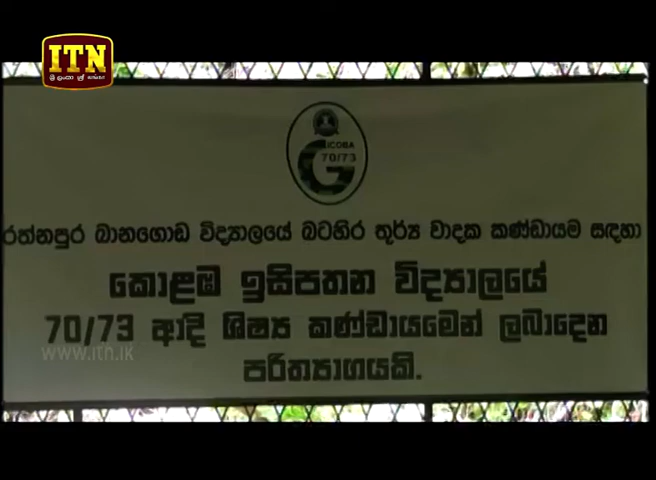 ITN
ශ්‍රී ලංකා ශ්‍රේෂ්ඨයි
ICOBA
70/73
G
රත්නපුර බානගොඩ විද්‍යාලයේ බටහිර තූර්ය වාදක කණ්ඩායම සඳහා
කොළඹ ඉසිපතන විද්‍යාලයේ
70/73 ආදි ශිෂ්‍ය කණ්ඩායමෙන් ලබාදෙන
www.itn.lk
පරිත්‍යාගයකි.